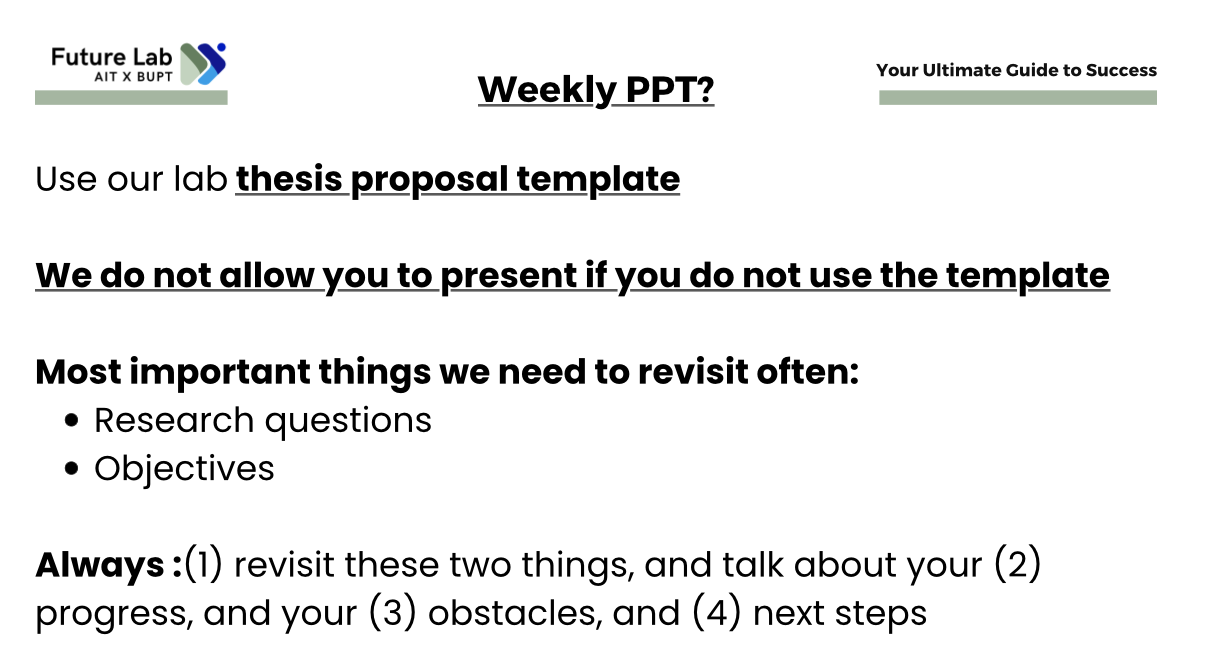 Future Lab
AIT X BUPT
Weekly PPT?
Your Ultimate Guide to Success
Use our lab thesis proposal template
We do not allow you to present if you do not use the template
Most important things we need to revisit often:
• Research questions
• Objectives
Always :(1) revisit these two things, and talk about your (2)
progress, and your (3) obstacles, and (4) next steps